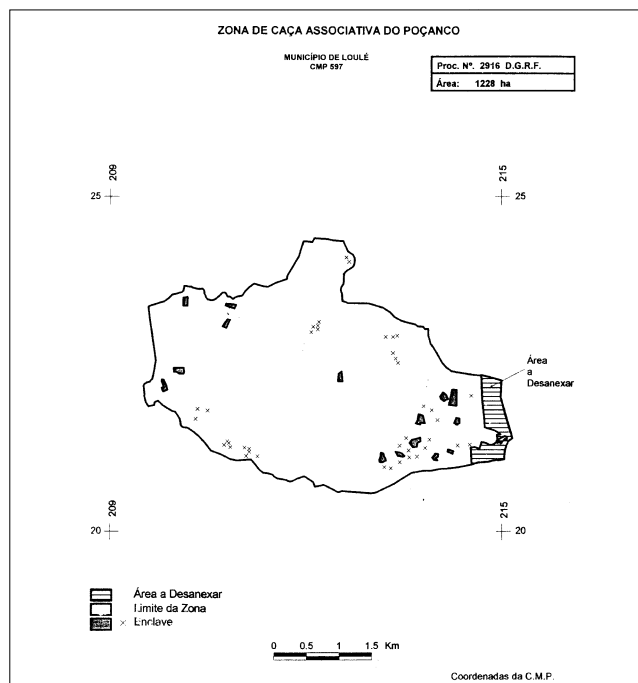 ZONA DE CAÇA ASSOCIATIVA DO POÇANCO
MUNICÍPIO DE LOULÉ
CMP 597
Proc. Nº. 2916 D.G.R.F.
Área: 1228 ha
209
215
25
25
Área
a
Desanexar
209
215
20
20
Área a Desanexar
Limite da Zona
× Enclave
0 0.5 1 1.5 Km
Coordenadas da C.M.P.